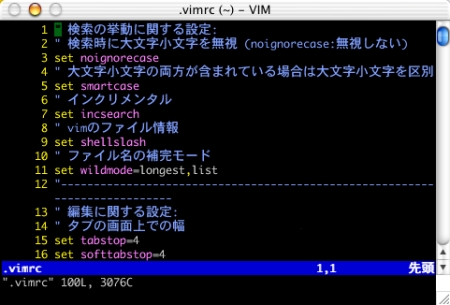 .vimrc (~) – VIM
1 " 検索の挙動に関する設定:
2 " 検索時に大文字小文字を無視 (noignorecase:無視しない)
3 set noignorecase
4 " 大文字小文字の両方が含まれている場合は大文字小文字を区別
5 set smartcase
6 " インクリメンタル
7 set incsearch
8 " vimのファイル情報
9 set shellslash
10 " ファイル名の補完モード
11 set wildmode=longest,list
12 "---------------------------------------------------------
-------------------
13 " 編集に関する設定:
14 " タブの画面上での幅
15 set tabstop=4
16 set softtabstop=4
.vimrc 1,1 先頭
".vimrc" 100L, 3076C